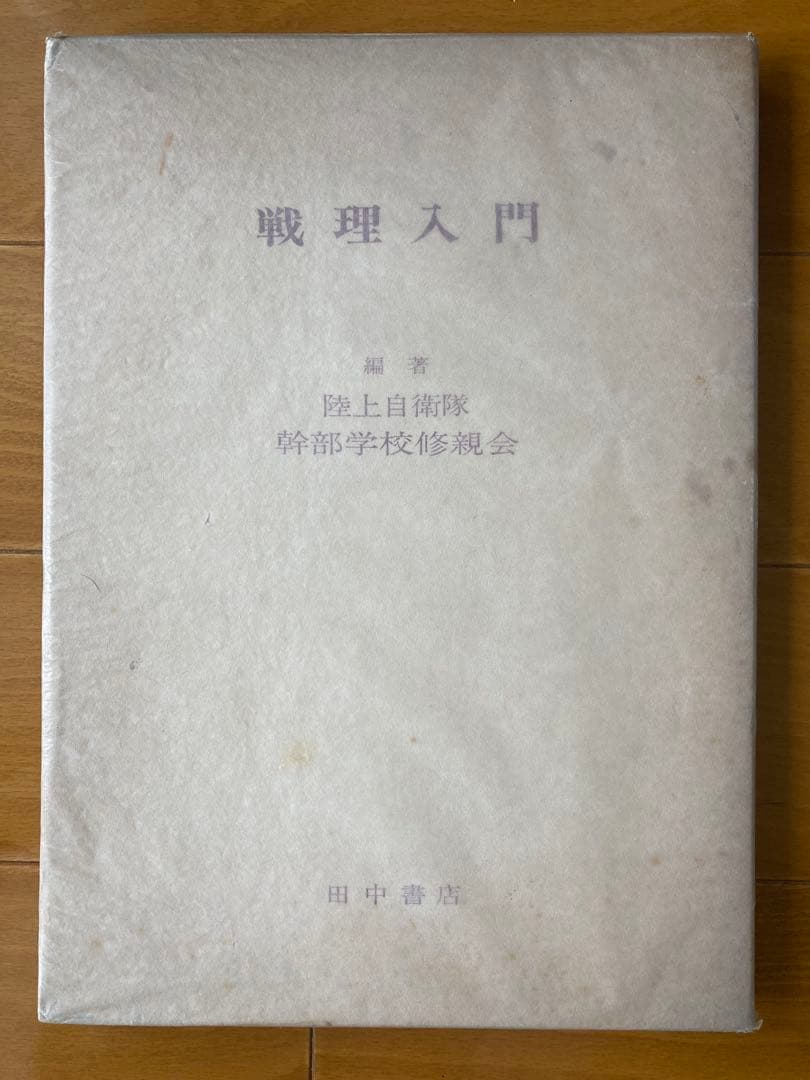 戦理入門
編著
陸上自衛隊
幹部学校修親会
田中書店